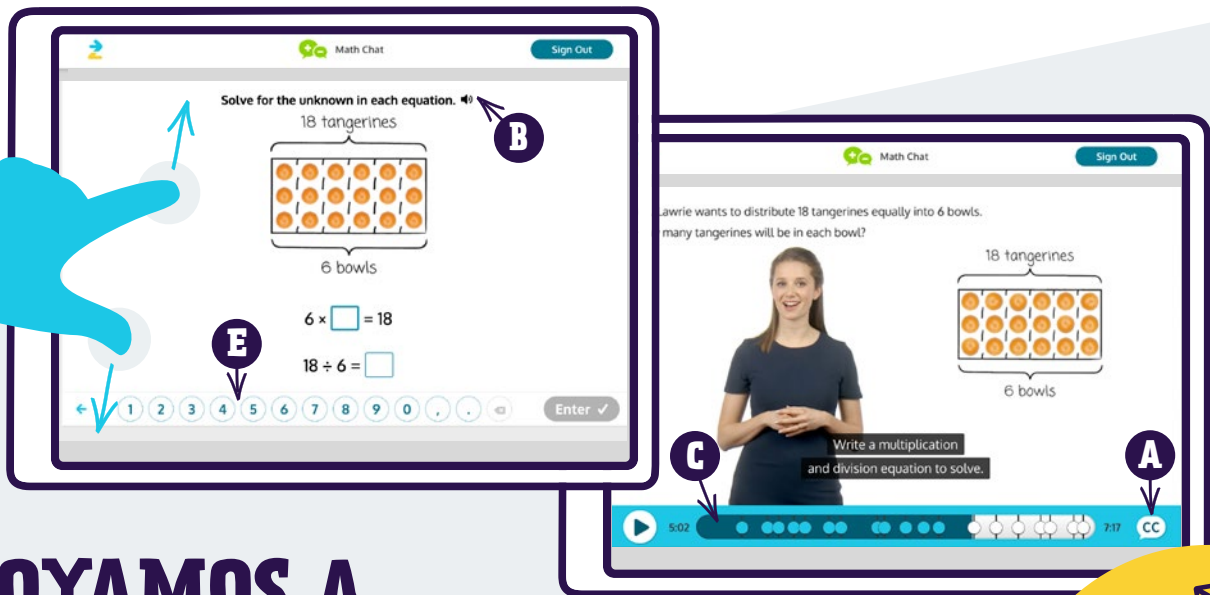 Math Chat
Sign Out
Solve for the unknown in each equation.
B
18 tangerines
6 bowls
6 × = 18
E
18 ÷ 6 =
1 2 3 4 5 6 7 8 9 0 , .
Enter
Math Chat
Sign Out
wants to distribute 18 tangerines equally into 6 bowls.
many tangerines will be in each bowl?
18 tangerines
6 bowls
Write a multiplication
and division equation to solve.
C
A
5:02
7:17
CC
OYAMOS A